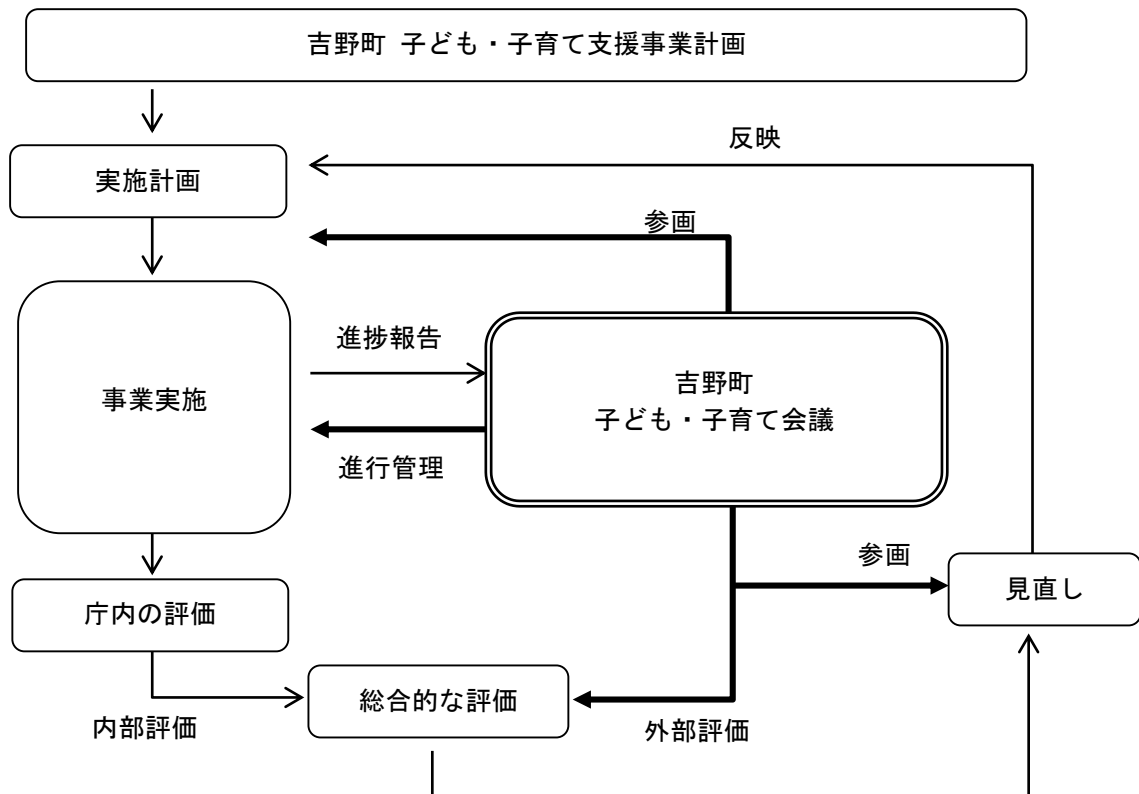 吉野町 子ども・子育て支援事業計画
反映
実施計画
参画
進捗報告
吉野町
子ども・子育て会議
事業実施
進行管理
参画
見直し
庁内の評価
総合的な評価
内部評価
外部評価